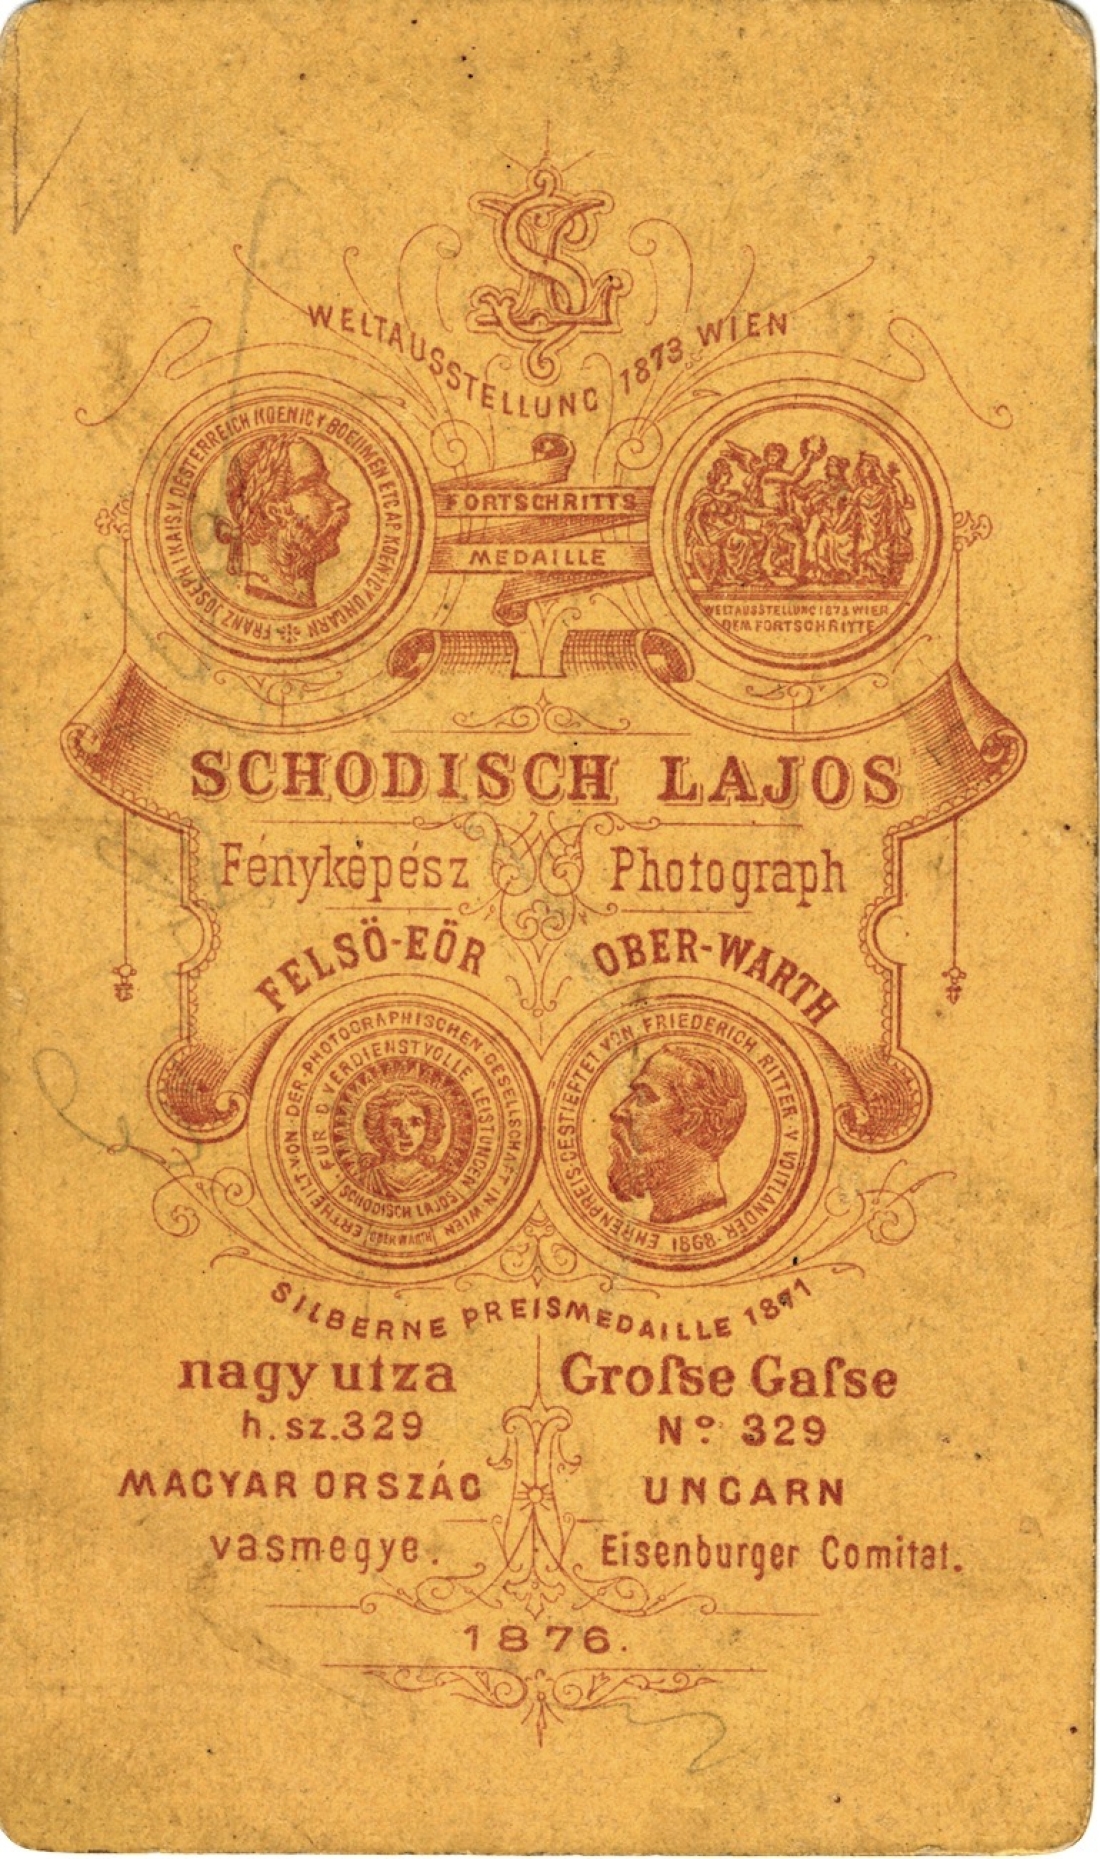 SL
WELTAUSSTELLUNG 1873 WIEN
FRANZ JOSEPH I KAIS V. OESTERREICH KOENIG V BOEHMEN ETC AP. KOENIG V UNGARN
FORTSCHRITTS
MEDAILLE
WELTAUSSTELLUNG 1873 WIEN
DEM FORTSCHRITTE
SCHODISCH LAJOS
Fényképész Photograph
FELSÖ-EÖR OBER-WARTH
ERTHEILT VON DER PHOTOGRAPHISCHEN GESELLSCHAFT IN WIEN
FÜR VERDIENSTVOLLE LEISTUNGEN
SCHODISCH LAJOS
OBERWARTH
EHRENPREIS GESTIEFTET VON FRIEDERICH RITTER V VOITLÄNDER 1868
SILBERNE PREISMEDAILLE 1871
nagy utza Groſse Gaſse
h. sz. 329 No. 329
MAGYAR ORSZÁG UNGARN
vasmegye. Eisenburger Comitat.
1876.